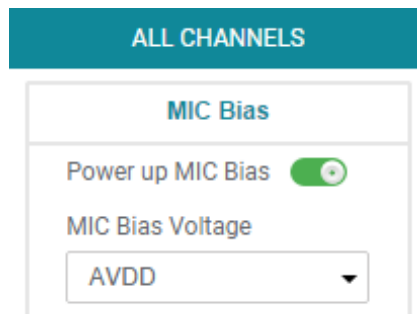 ALL CHANNELS
MIC Bias
Power up MIC Bias
MIC Bias Voltage
AVDD